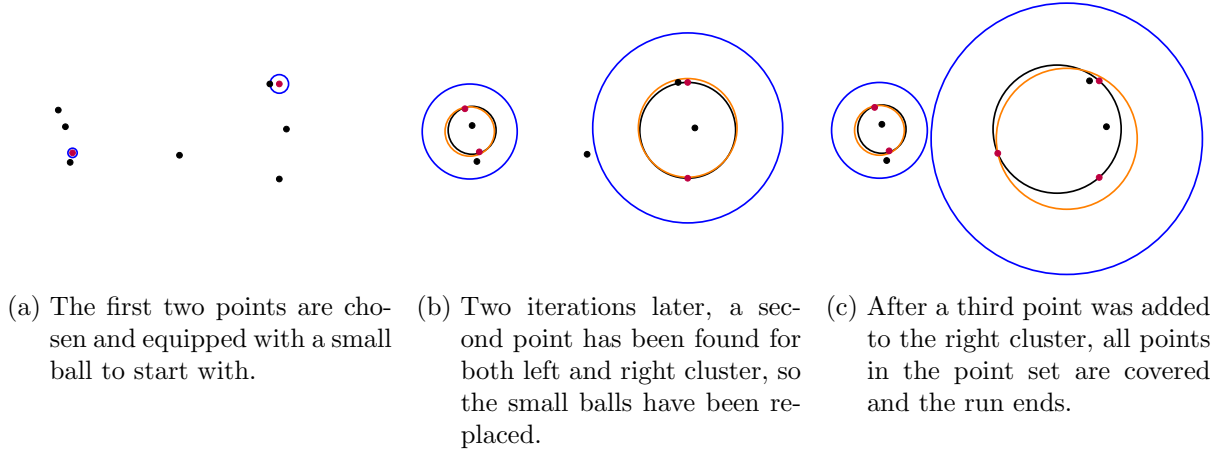 (a) The first two points are cho-
sen and equipped with a small
ball to start with.
(b) Two iterations later, a sec-
ond point has been found for
both left and right cluster, so
the small balls have been re-
placed.
(c) After a third point was added
to the right cluster, all points
in the point set are covered
and the run ends.